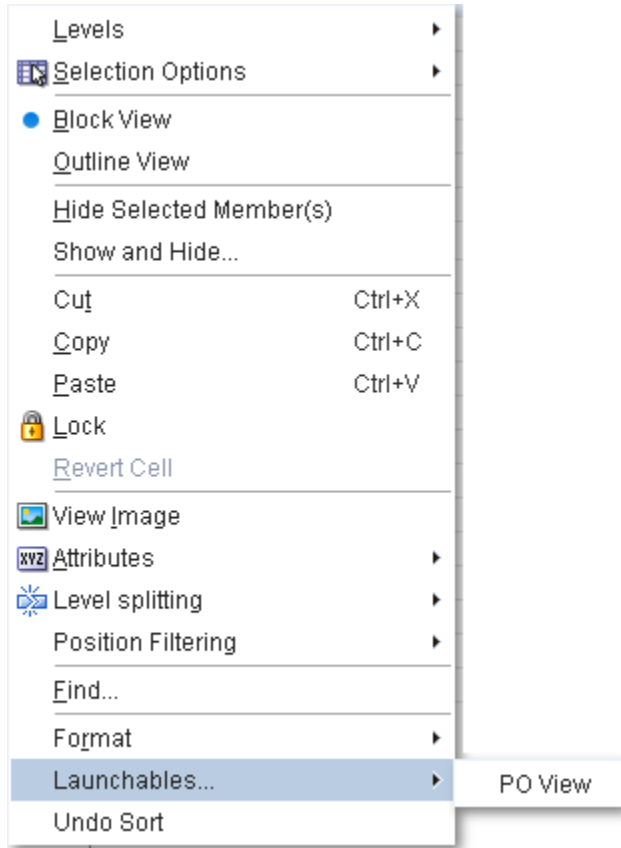 Levels
Selection Options
Block View
Outline View
Hide Selected Member(s)
Show and Hide...
Cut Ctrl+X
Copy Ctrl+C
Paste Ctrl+V
Lock
Revert Cell
View Image
XYZ Attributes
Level splitting
Position Filtering
Find...
Format
Launchables... PO View
Undo Sort